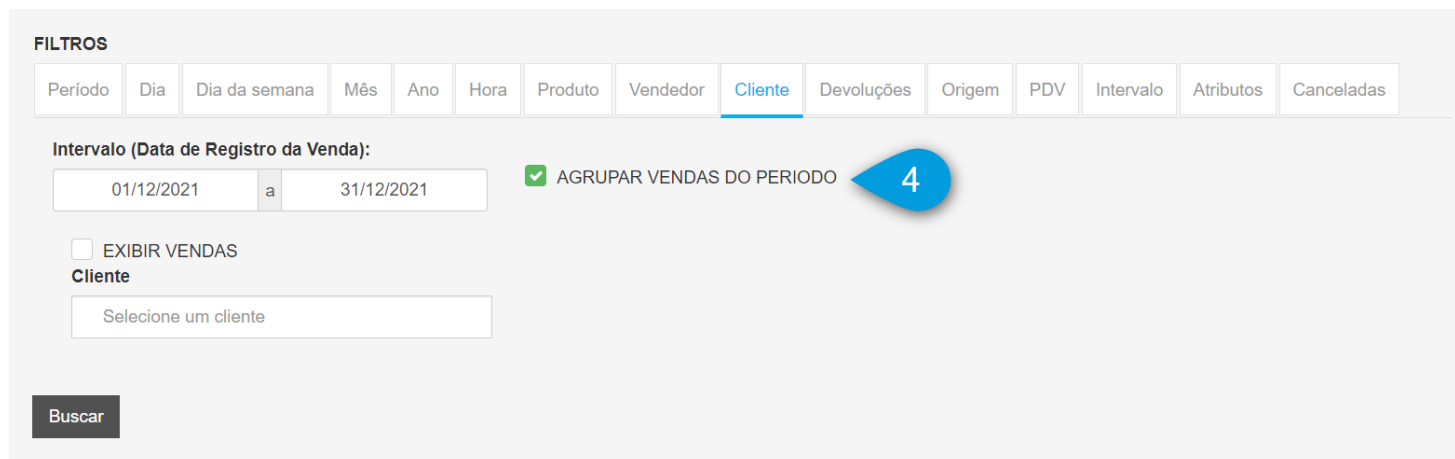 FILTROS
Período Dia Dia da semana Mês Ano Hora Produto Vendedor Cliente Devoluções Origem PDV Intervalo Atributos Canceladas
Intervalo (Data de Registro da Venda):
01/12/2021 a 31/12/2021 AGRUPAR VENDAS DO PERIODO 4
EXIBIR VENDAS
Cliente
Selecione um cliente
Buscar